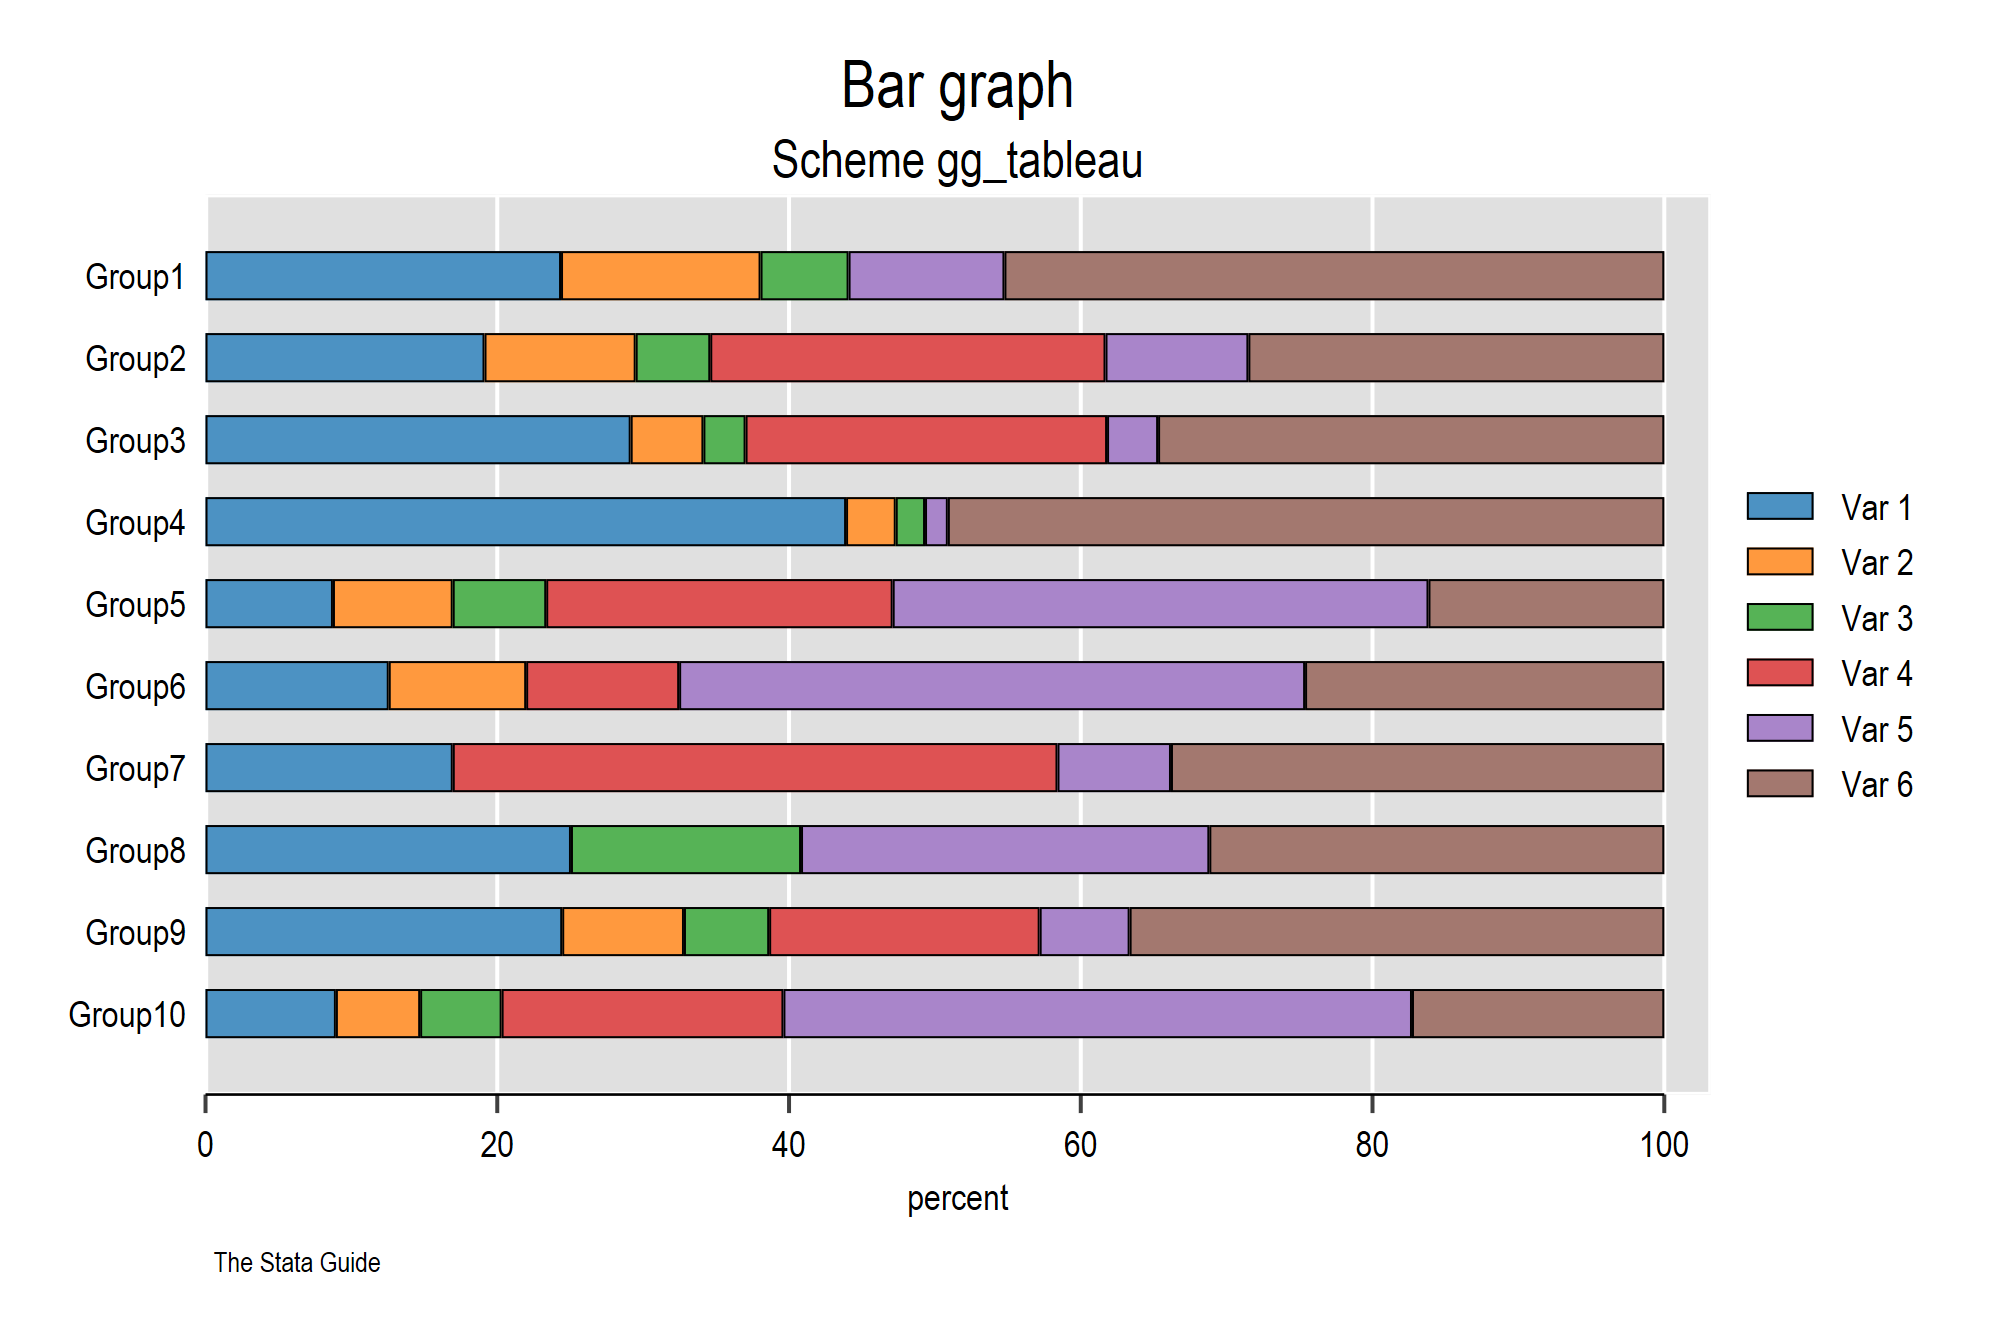 Bar graph
Scheme gg_tableau
Group1
Group2
Group3
Group4
Group5
Group6
Group7
Group8
Group9
Group10
0 20 40 60 80 100
percent
Var 1
Var 2
Var 3
Var 4
Var 5
Var 6
The Stata Guide